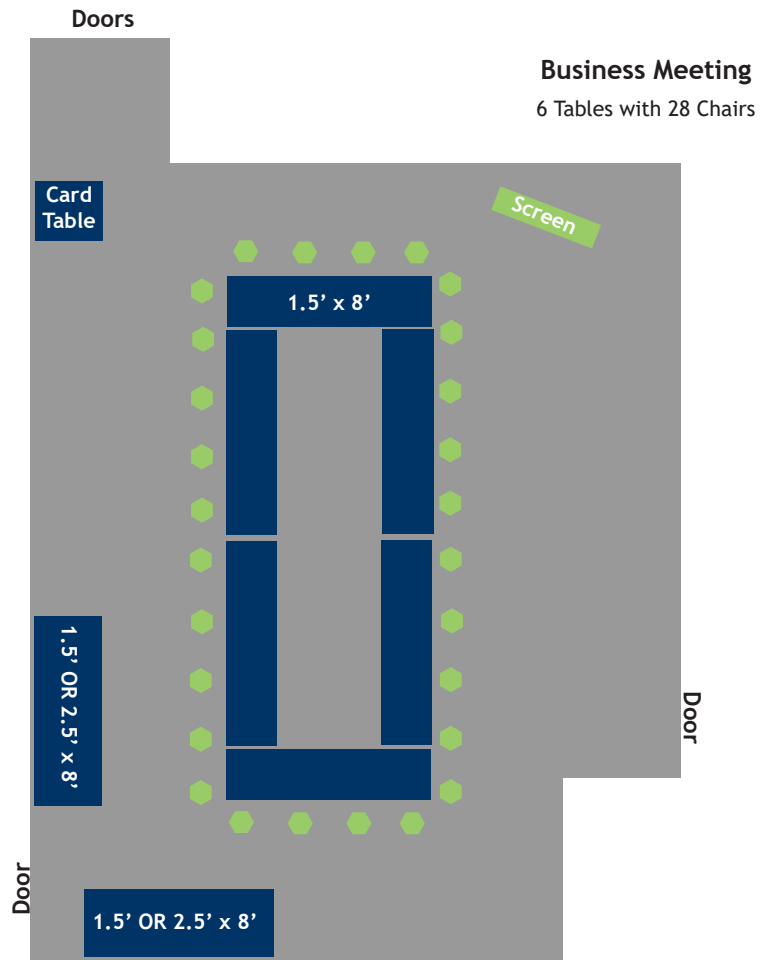 Doors
Business Meeting
6 Tables with 28 Chairs
Card
Table
Screen
1.5’ x 8’
1.5’ OR 2.5’ x 8’
Door
Door
1.5’ OR 2.5’ x 8’